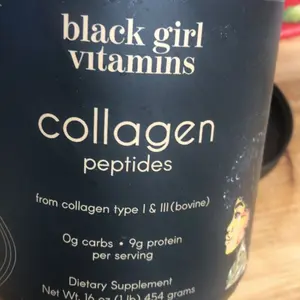 black girl
vitamins
collagen
peptides
from collagen type I & III (bovine)
0g carbs • 9g protein
per serving
Dietary Supplement
Net Wt. 16 oz (1 lb) 454 grams